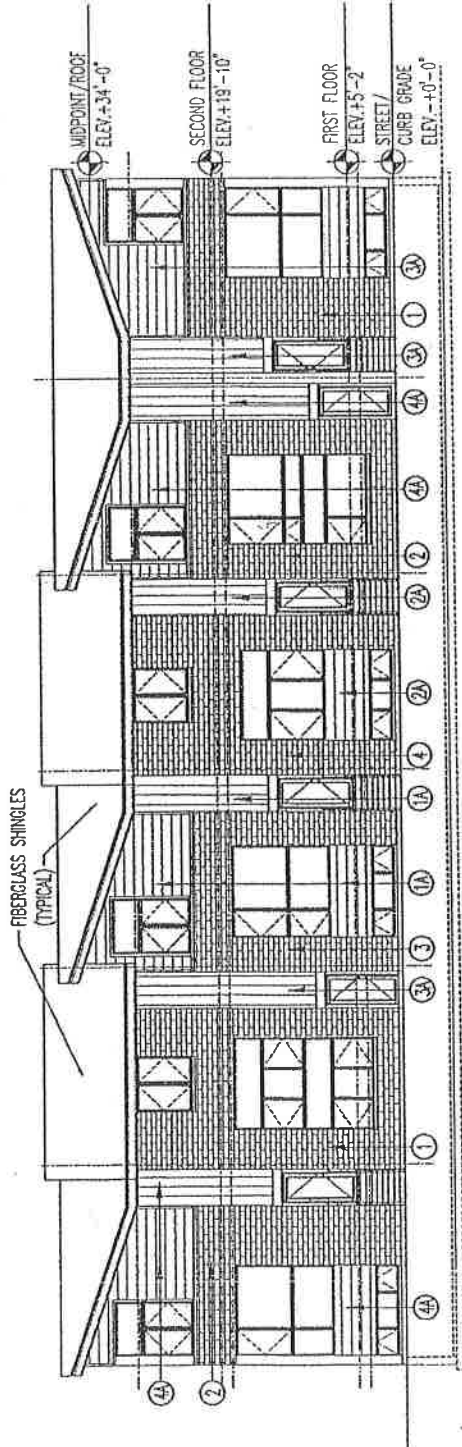 FIBERGLASS SHINGLES
(TYPICAL)
MIDPOINT/ROOF
ELEV.+34'-0"
SECOND FLOOR
ELEV.+19'-10"
FIRST FLOOR
ELEV.+5'-2"
STREET/
CURB GRADE
ELEV.-+0'-0"
4A
2
4A
1
3A
3
1A
1A
4
2A
2A
2
4A
4A
3A
1
3A